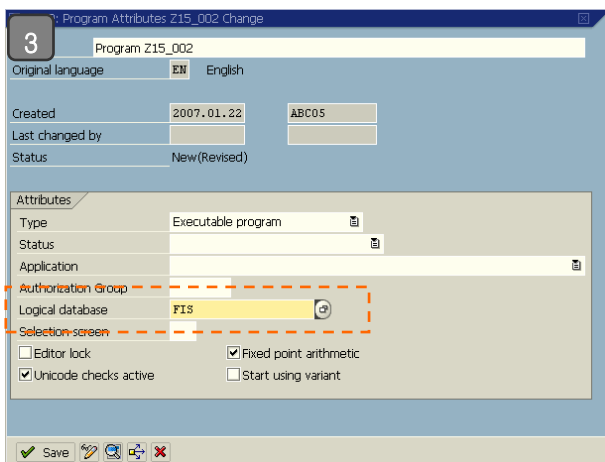 : Program Attributes Z15_002 Change
3
Program Z15_002
Original language EN English
Created 2007.01.22 ABC05
Last changed by
Status New(Revised)
Attributes
Type Executable program
Status
Application
Authorization Group
Logical database FIS
Selection screen
Editor lock Fixed point arithmetic
Unicode checks active Start using variant
Save